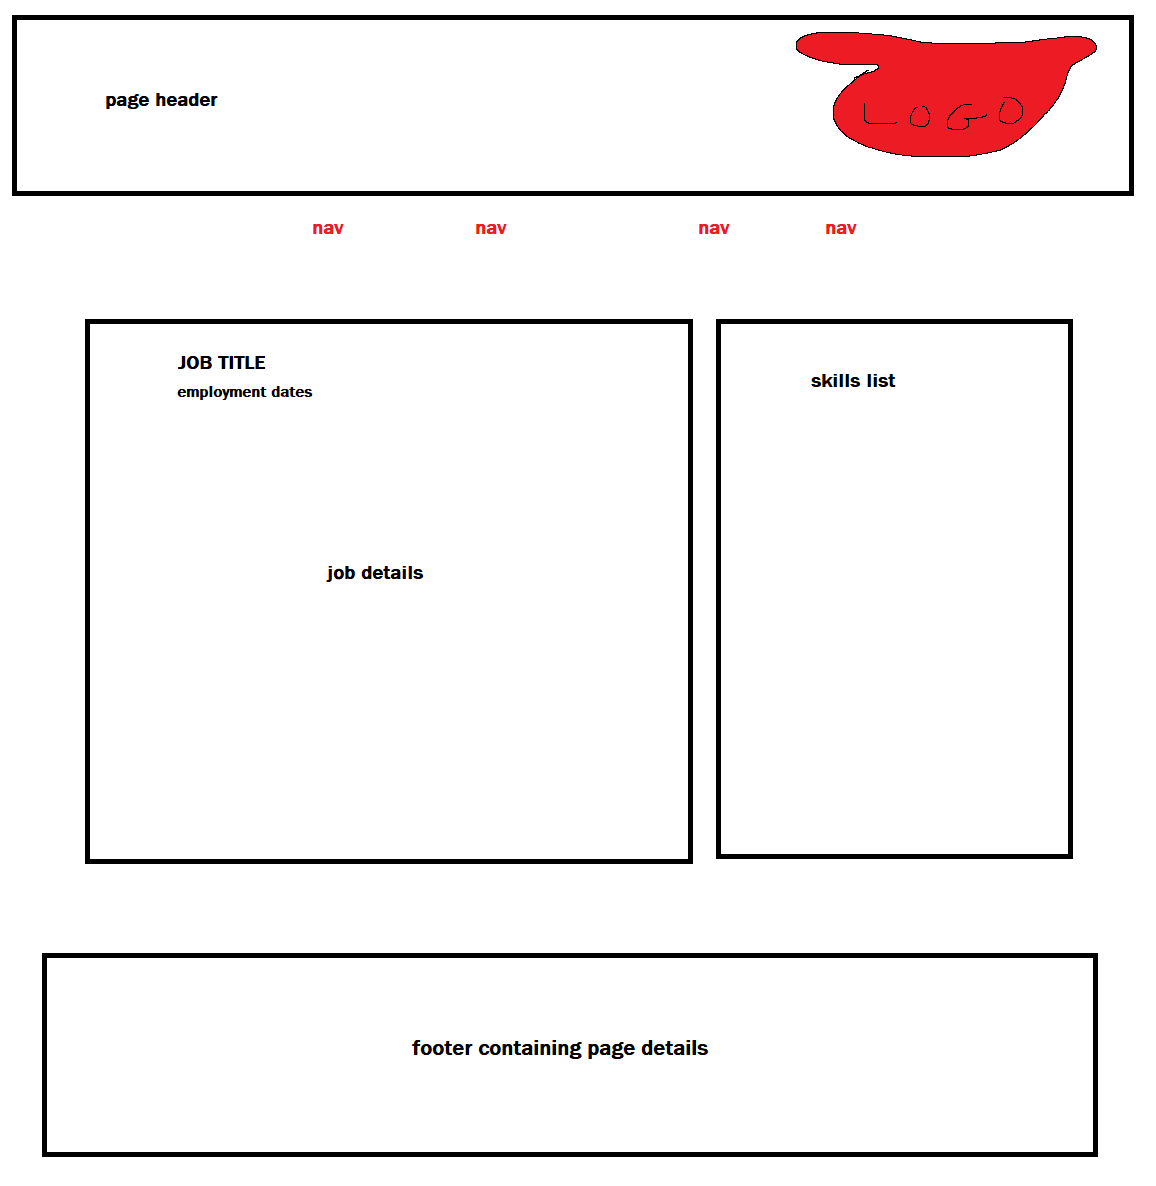 page header
LOGO
nav nav nav nav
JOB TITLE
employment dates
skills list
job details
footer containing page details